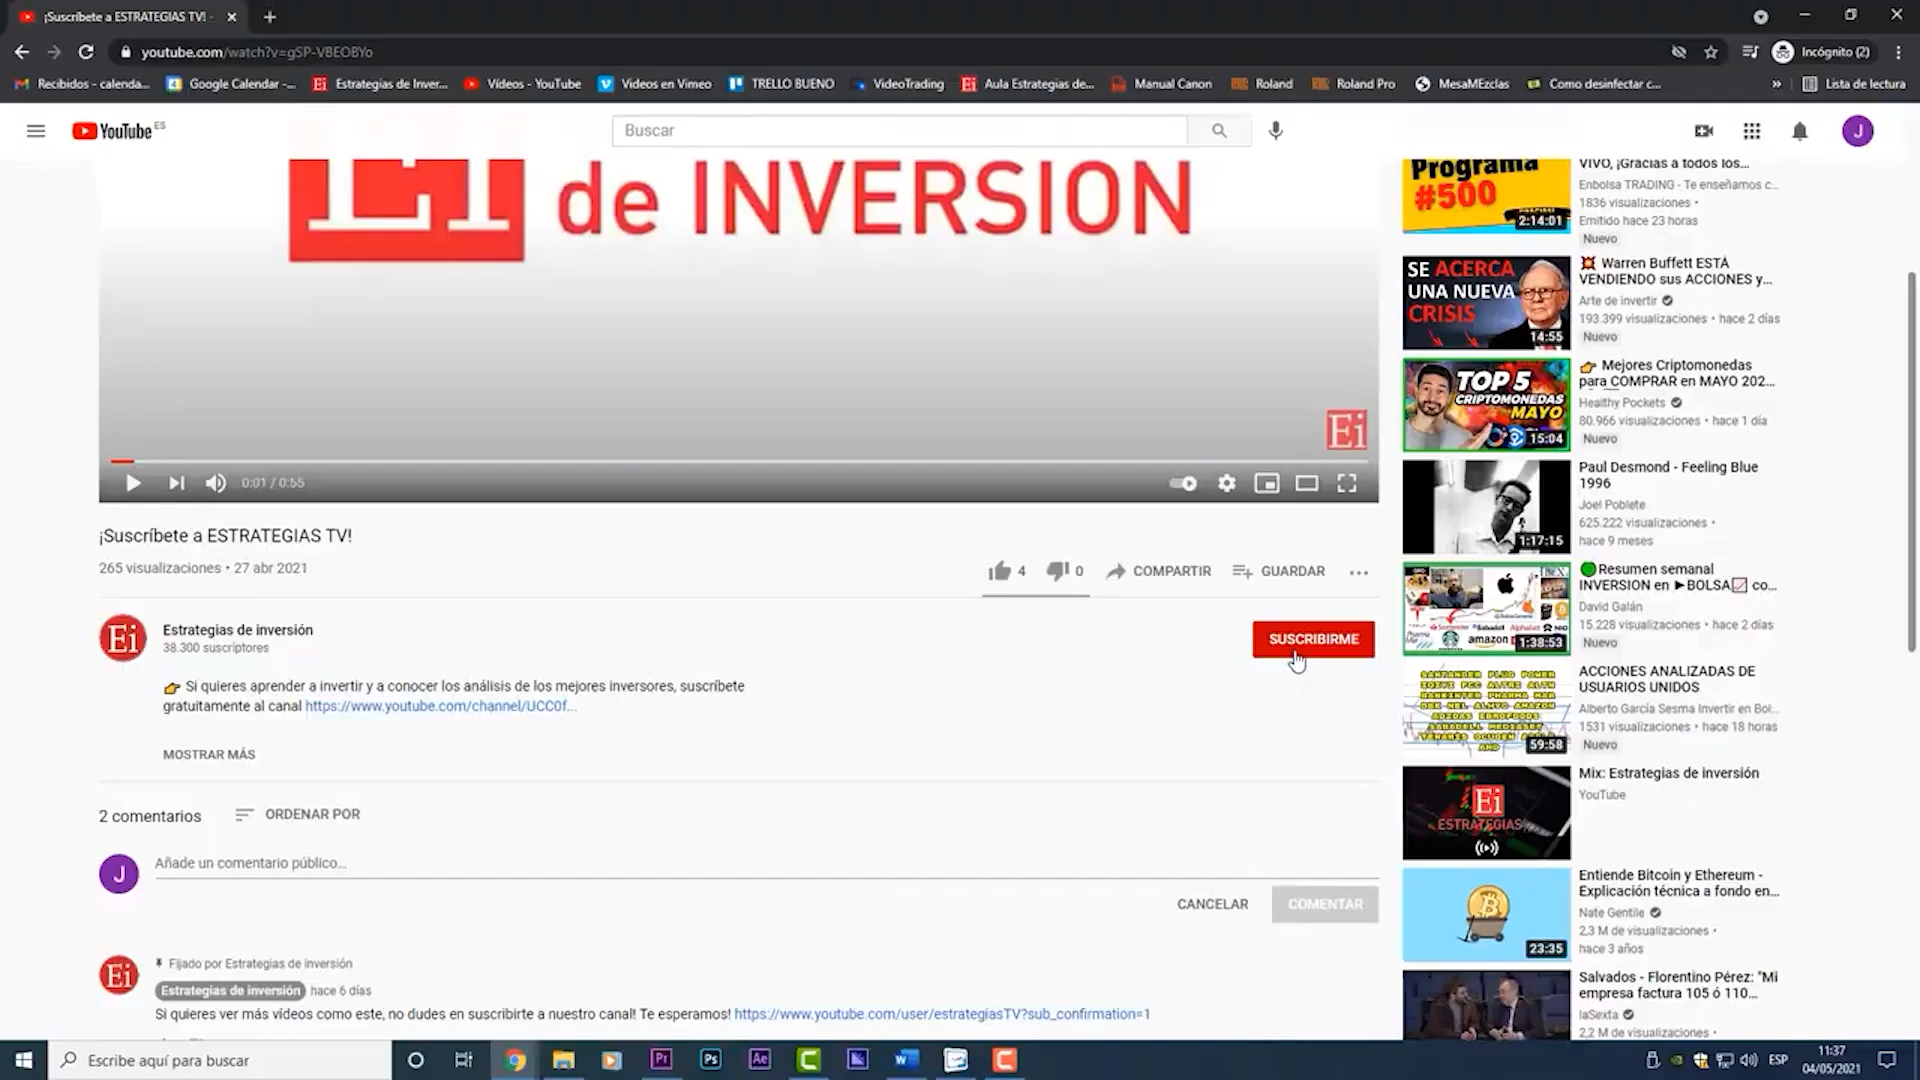 ¡Suscríbete a ESTRATEGIAS TV! -
youtube.com/watch?v=gSP-VBEOBYo
Incógnito (2)
Recibidos - calenda...
Google Calendar -...
Estrategias de Inver...
Vídeos - YouTube
Videos en Vimeo
TRELLO BUENO
VideoTrading
Aula Estrategias de...
Manual Canon
Roland
Roland Pro
MesaMEzclas
Como desinfectar c...
»
Lista de lectura
YouTube ES
Buscar
J
Ei de INVERSION
Ei
0:01 / 0:55
¡Suscríbete a ESTRATEGIAS TV!
265 visualizaciones • 27 abr 2021
4
0
COMPARTIR
GUARDAR
Ei
Estrategias de inversión
38.300 suscriptores
SUSCRIBIRME
Si quieres aprender a invertir y a conocer los análisis de los mejores inversores, suscríbete
gratuitamente al canal https://www.youtube.com/channel/UCC0f...
MOSTRAR MÁS
2 comentarios
ORDENAR POR
J
Añade un comentario público...
CANCELAR
COMENTAR
Ei
Fijado por Estrategias de inversión
Estrategias de inversión hace 6 días
Si quieres ver más vídeos como este, no dudes en suscribirte a nuestro canal! Te esperamos! https://www.youtube.com/user/estrategiasTV?sub_confirmation=1
Programa
#500
2:14:01
VIVO, ¡Gracias a todos los...
Enbolsa TRADING - Te enseñamos c...
1836 visualizaciones •
Emitido hace 23 horas
Nuevo
SE ACERCA
UNA NUEVA
CRISIS
14:55
Warren Buffett ESTÁ
VENDIENDO sus ACCIONES y...
Arte de invertir
193.399 visualizaciones • hace 2 días
Nuevo
TOP 5
CRIPTOMONEDAS
MAYO
15:04
Mejores Criptomonedas
para COMPRAR en MAYO 202...
Healthy Pockets
80.966 visualizaciones • hace 1 día
Nuevo
1:17:15
Paul Desmond - Feeling Blue
1996
Joel Poblete
625.222 visualizaciones •
hace 9 meses
amazon
1:38:53
Resumen semanal
INVERSION en ►BOLSA co...
David Galán
15.228 visualizaciones • hace 2 días
Nuevo
59:58
ACCIONES ANALIZADAS DE
USUARIOS UNIDOS
Alberto García Sesma Invertir en Bol...
1531 visualizaciones • hace 18 horas
Nuevo
Ei
ESTRATEGIAS
Mix: Estrategias de inversión
YouTube
23:35
Entiende Bitcoin y Ethereum -
Explicación técnica a fondo en...
Nate Gentile
2,3 M de visualizaciones •
hace 3 años
Salvados - Florentino Pérez: "Mi
empresa factura 105 ó 110...
laSexta
2,2 M de visualizaciones •
Escribe aquí para buscar
Pr
Ps
Ae
ESP
11:37
04/05/2021